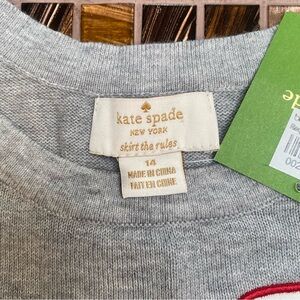 kate spade
NEW YORK
skirt the rules
14
MADE IN CHINA
FAIT EN CHINE